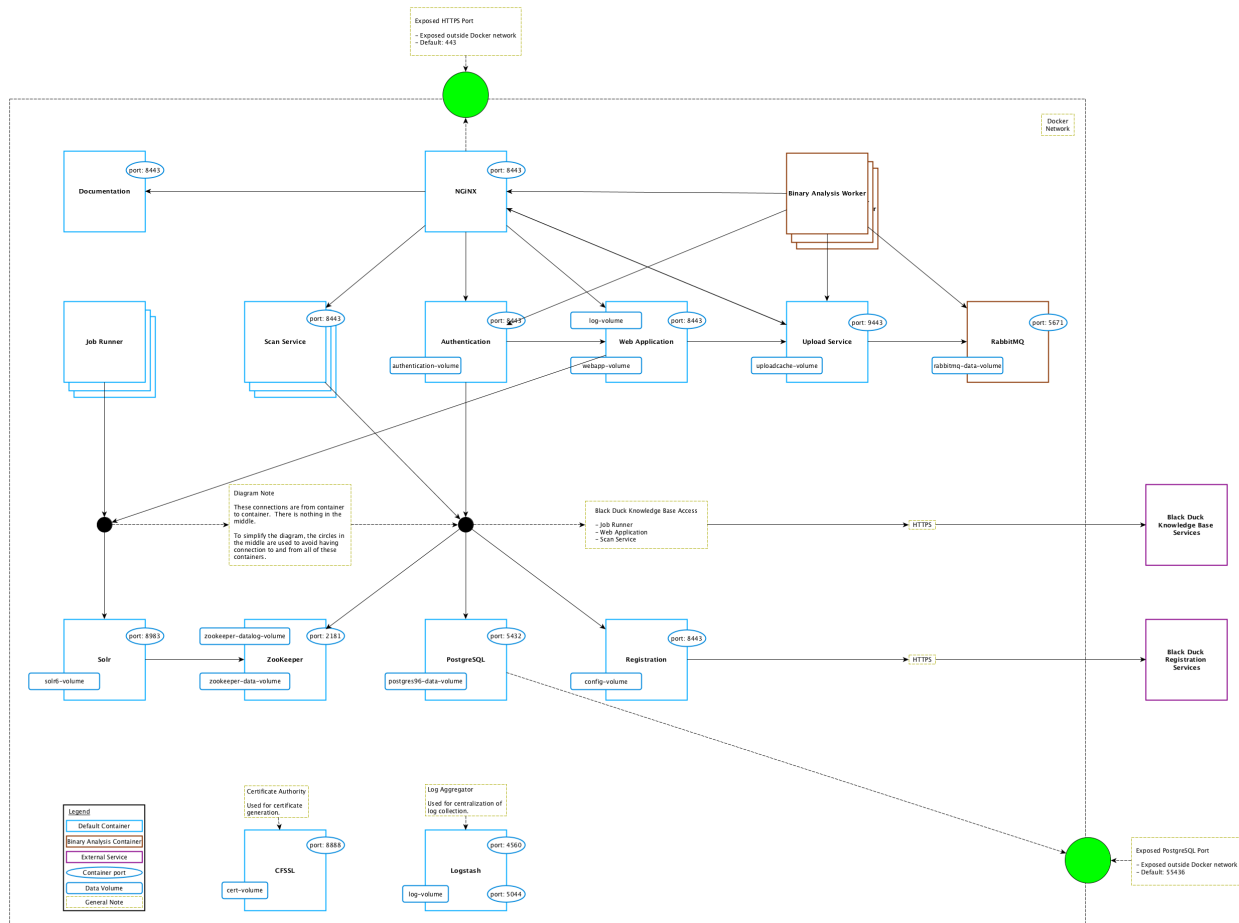 Exposed HTTPS Port
– Exposed outside Docker network
– Default: 443
Docker
Network
port: 8443
Documentation
port: 8443
NGiNX
Binary Analysis Worker
r
Job Runner
port: 8443
Scan Service
port: 8443
Authentication
authentication-volume
log-volume
port: 8443
Web Application
webapp-volume
port: 9443
Upload Service
uploadcache-volume
port: 5671
RabbitMQ
rabbitmq-data-volume
Diagram Note
These connections are from container
to container. There is nothing in the
middle.
To simplify the diagram, the circles in
the middle are used to avoid having
connection to and from all of these
containers.
Black Duck Knowledge Base Access
– Job Runner
– Web Application
– Scan Service
HTTPS
Black Duck
Knowledge Base
Services
port: 8983
Solr
solr6-volume
zookeeper-datalog-volume
port: 2181
ZooKeeper
zookeeper-data-volume
port: 5432
PostgreSQL
postgres96-data-volume
port: 8443
Registration
config-volume
HTTPS
Black Duck
Registration
Services
Legend
Default Container
Binary Analysis Container
External Service
Container port
Data Volume
General Note
Certificate Authority
Used for certificate
generation.
port: 8888
CFSSL
cert-volume
Log Aggregator
Used for centralization of
log collection.
port: 4560
Logstash
log-volume
port: 5044
Exposed PostgreSQL Port
– Exposed outside Docker network
– Default: 55436